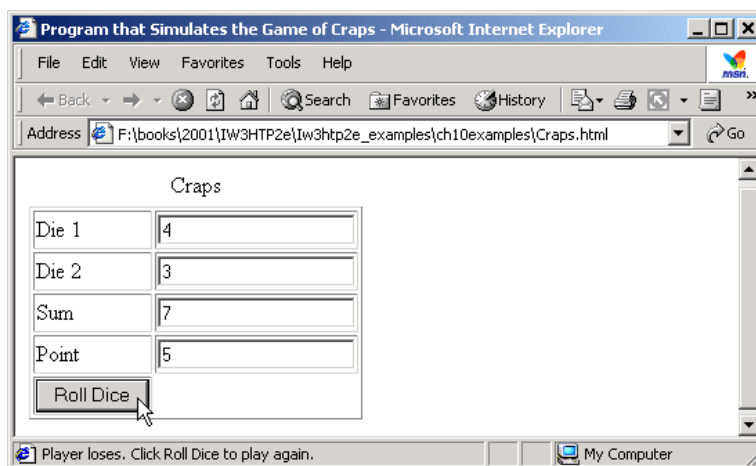 Program that Simulates the Game of Craps - Microsoft Internet Explorer
File Edit View Favorites Tools Help
msn.
Back Search Favorites History »
Address F:\books\2001\IW3HTP2e\Iw3htp2e_examples\ch10examples\Craps.html Go
Craps
Die 1 4
Die 2 3
Sum 7
Point 5
Roll Dice
Player loses. Click Roll Dice to play again. My Computer